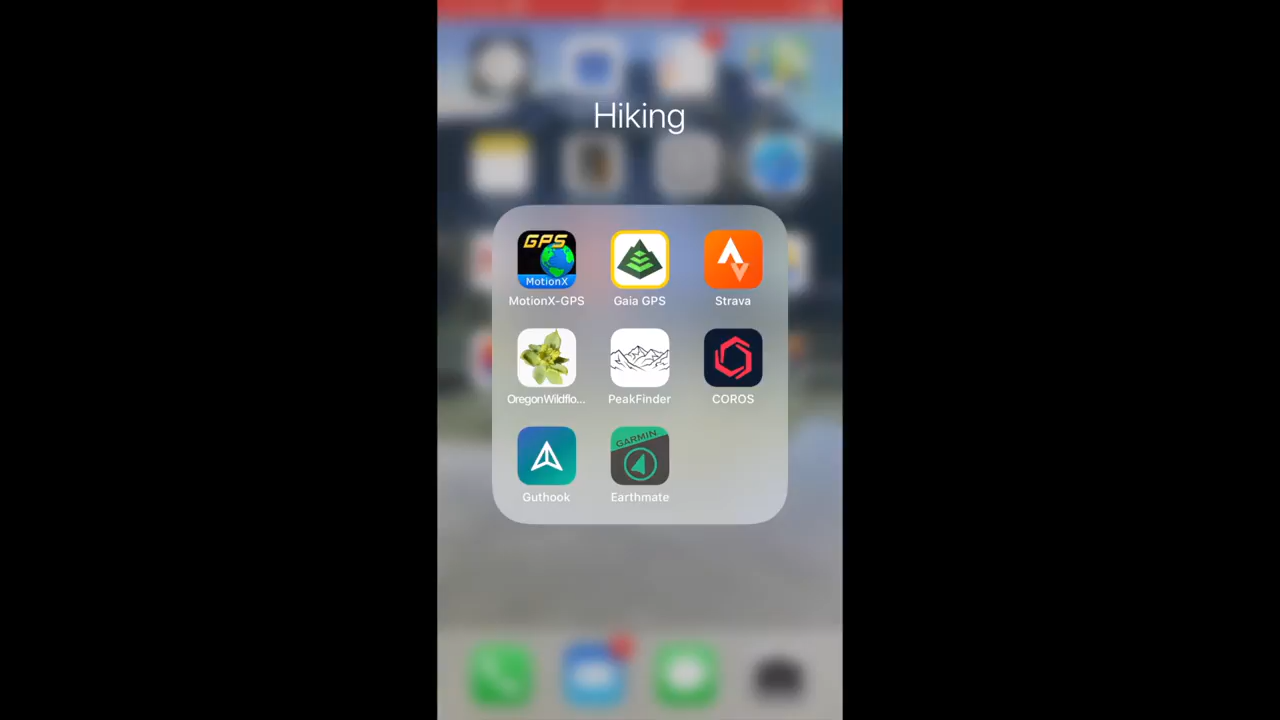 Hiking
GPS
MotionX
MotionX-GPS
Gaia GPS
Strava
OregonWildflo...
PeakFinder
COROS
GARMIN
Guthook
Earthmate